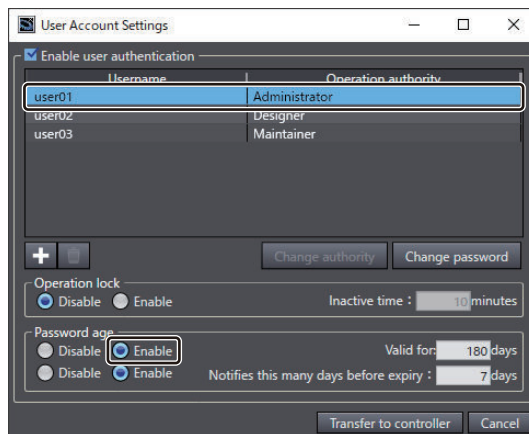 User Account Settings
Enable user authentication
Username Operation authority
user01 Administrator
user02 Designer
user03 Maintainer
Change authority Change password
Operation lock
Disable Enable Inactive time : 10 minutes
Password age
Disable Enable Valid for: 180 days
Disable Enable Notifies this many days before expiry : 7 days
Transfer to controller Cancel